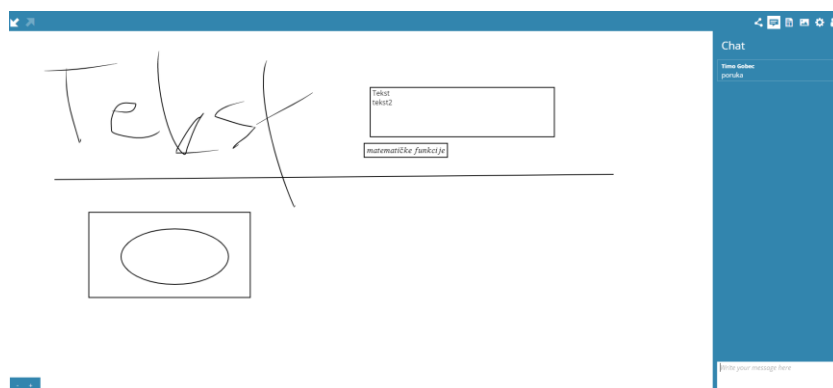 Chat
Timo Gobec
poruka
Tekst
Tekst
tekst2
matematičke funkcije
Write your message here